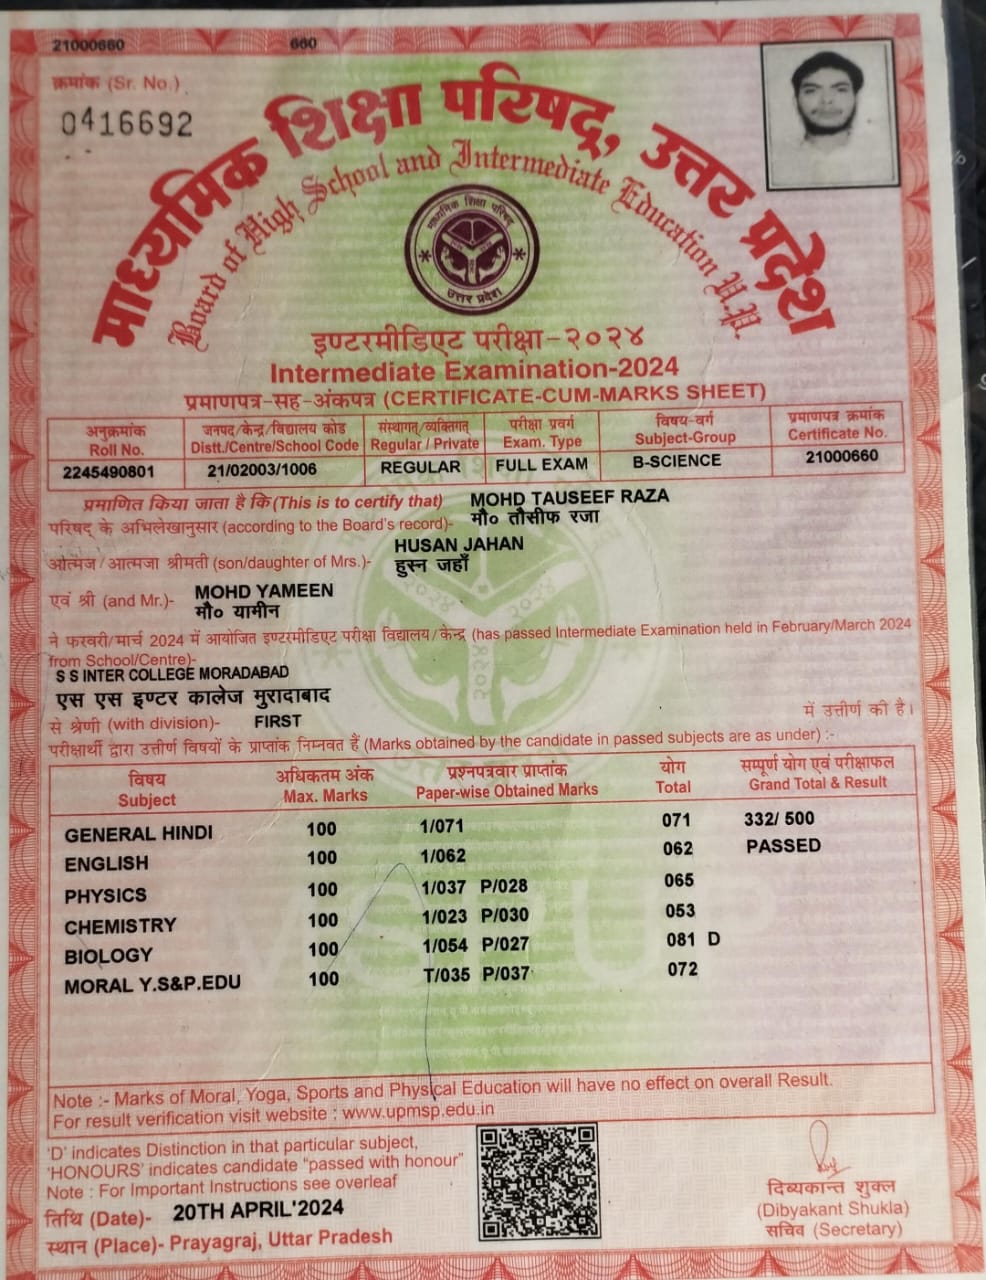 21000660 660
क्रमांक (Sr. No.)
0416692
माध्यमिक शिक्षा परिषद्, उत्तर प्रदेश
Board of High School and Intermediate Education U.P.
माध्यमिक शिक्षा परिषद्
उत्तर प्रदेश
इण्टरमीडिएट परीक्षा-२०२४
Intermediate Examination-2024
प्रमाणपत्र-सह-अंकपत्र (CERTIFICATE-CUM-MARKS SHEET)
अनुक्रमांक जनपद/केन्द्र/विद्यालय कोड संस्थागत्/व्यक्तिगत् परीक्षा प्रवर्ग विषय-वर्ग प्रमाणपत्र क्रमांक
Roll No. Distt./Centre/School Code Regular / Private Exam. Type Subject-Group Certificate No.
2245490801 21/02003/1006 REGULAR FULL EXAM B-SCIENCE 21000660
प्रमाणित किया जाता है कि (This is to certify that) MOHD TAUSEEF RAZA
परिषद् के अभिलेखानुसार (according to the Board's record)- मौ० तौसीफ रजा
HUSAN JAHAN
आत्मज/आत्मजा श्रीमती (son/daughter of Mrs.)- हुस्न जहाँ
एवं श्री (and Mr.)- MOHD YAMEEN
मौ० यामीन
ने फरवरी/मार्च 2024 में आयोजित इण्टरमीडिएट परीक्षा विद्यालय/केन्द्र (has passed Intermediate Examination held in February/March 2024
from School/Centre)-
S S INTER COLLEGE MORADABAD
एस एस इण्टर कालेज मुरादाबाद
से श्रेणी (with division)- FIRST में उत्तीर्ण की है।
परीक्षार्थी द्वारा उत्तीर्ण विषयों के प्राप्तांक निम्नवत हैं (Marks obtained by the candidate in passed subjects are as under) :-
विषय अधिकतम अंक प्रश्नपत्रवार प्राप्तांक योग सम्पूर्ण योग एवं परीक्षाफल
Subject Max. Marks Paper-wise Obtained Marks Total Grand Total & Result
GENERAL HINDI 100 1/071 071 332/ 500
ENGLISH 100 1/062 062 PASSED
PHYSICS 100 1/037 P/028 065
CHEMISTRY 100 1/023 P/030 053
BIOLOGY 100 1/054 P/027 081 D
MORAL Y.S&P.EDU 100 T/035 P/037 072
Note :- Marks of Moral, Yoga, Sports and Physical Education will have no effect on overall Result.
For result verification visit website : www.upmsp.edu.in
'D' indicates Distinction in that particular subject,
'HONOURS' indicates candidate "passed with honour"
Note : For Important Instructions see overleaf
तिथि (Date)- 20TH APRIL'2024
स्थान (Place)- Prayagraj, Uttar Pradesh
दिब्यकान्त शुक्ल
(Dibyakant Shukla)
सचिव (Secretary)